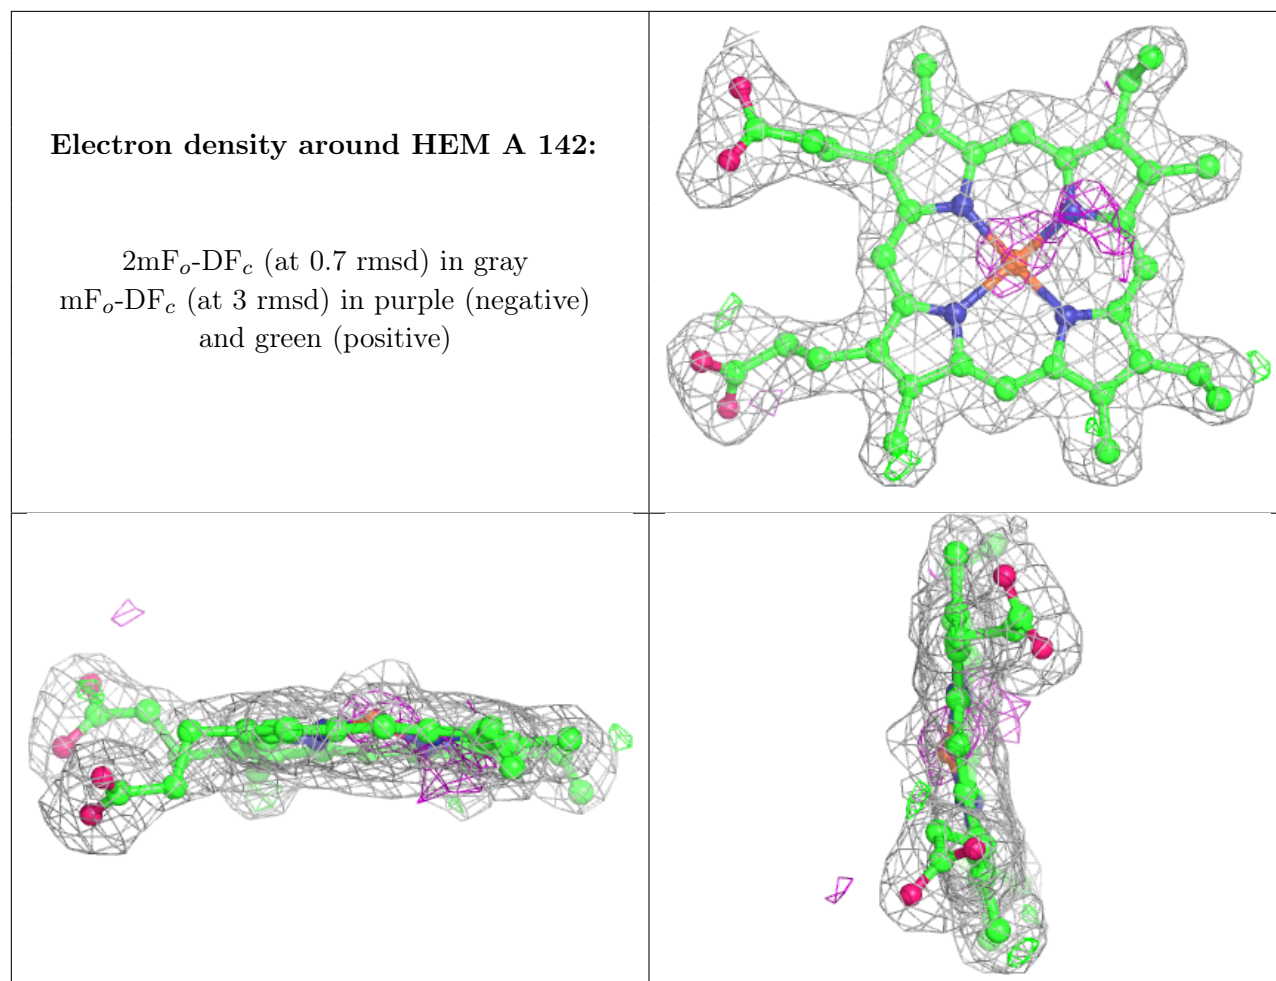 Electron density around HEM A 142:
2mFₒ-DF𝒸 (at 0.7 rmsd) in gray
mFₒ-DF𝒸 (at 3 rmsd) in purple (negative)
and green (positive)